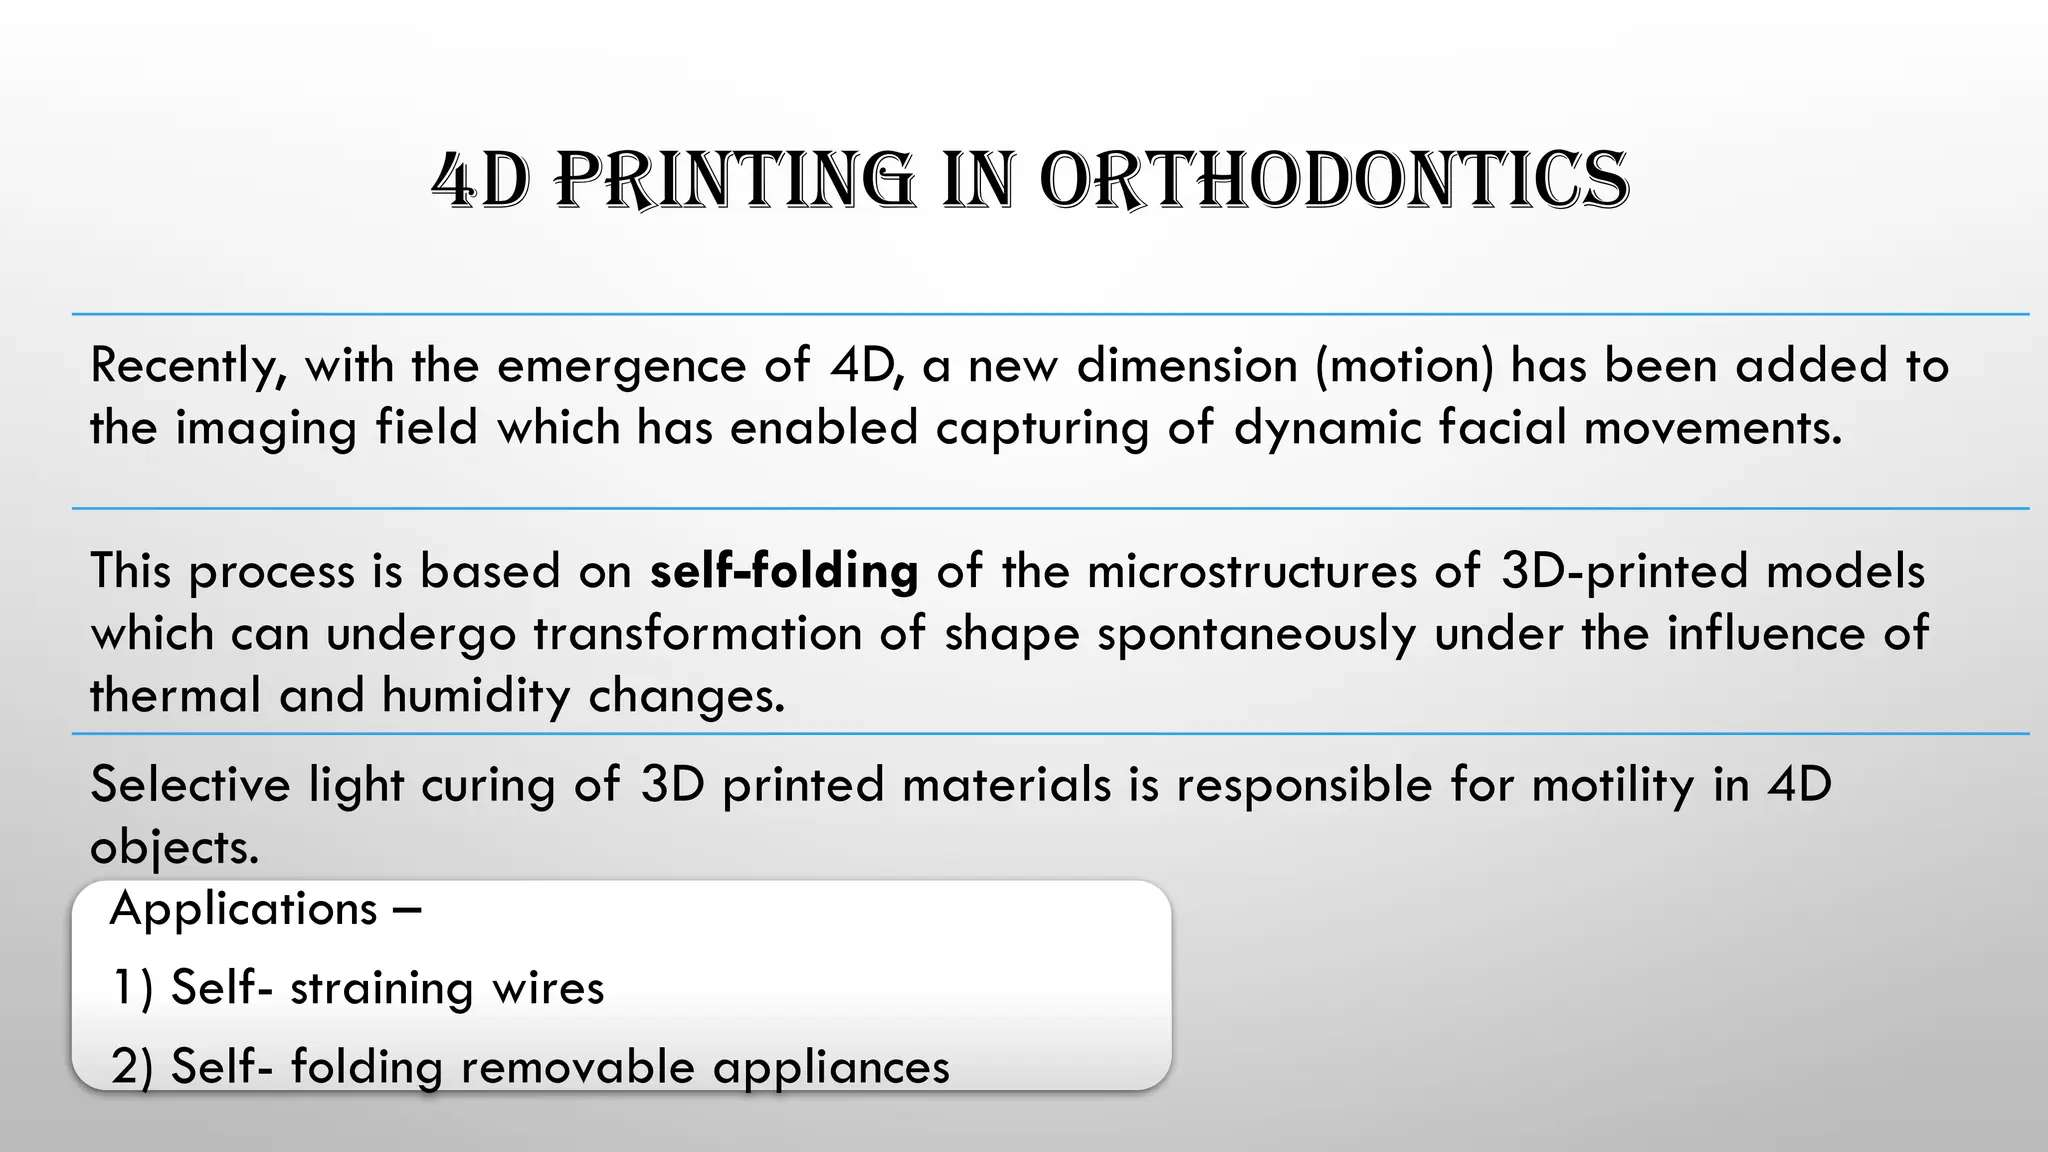 4D PRINTING IN ORTHODONTICS
Recently, with the emergence of 4D, a new dimension (motion) has been added to
the imaging field which has enabled capturing of dynamic facial movements.
This process is based on self-folding of the microstructures of 3D-printed models
which can undergo transformation of shape spontaneously under the influence of
thermal and humidity changes.
Selective light curing of 3D printed materials is responsible for motility in 4D
objects.
Applications –
1) Self- straining wires
2) Self- folding removable appliances